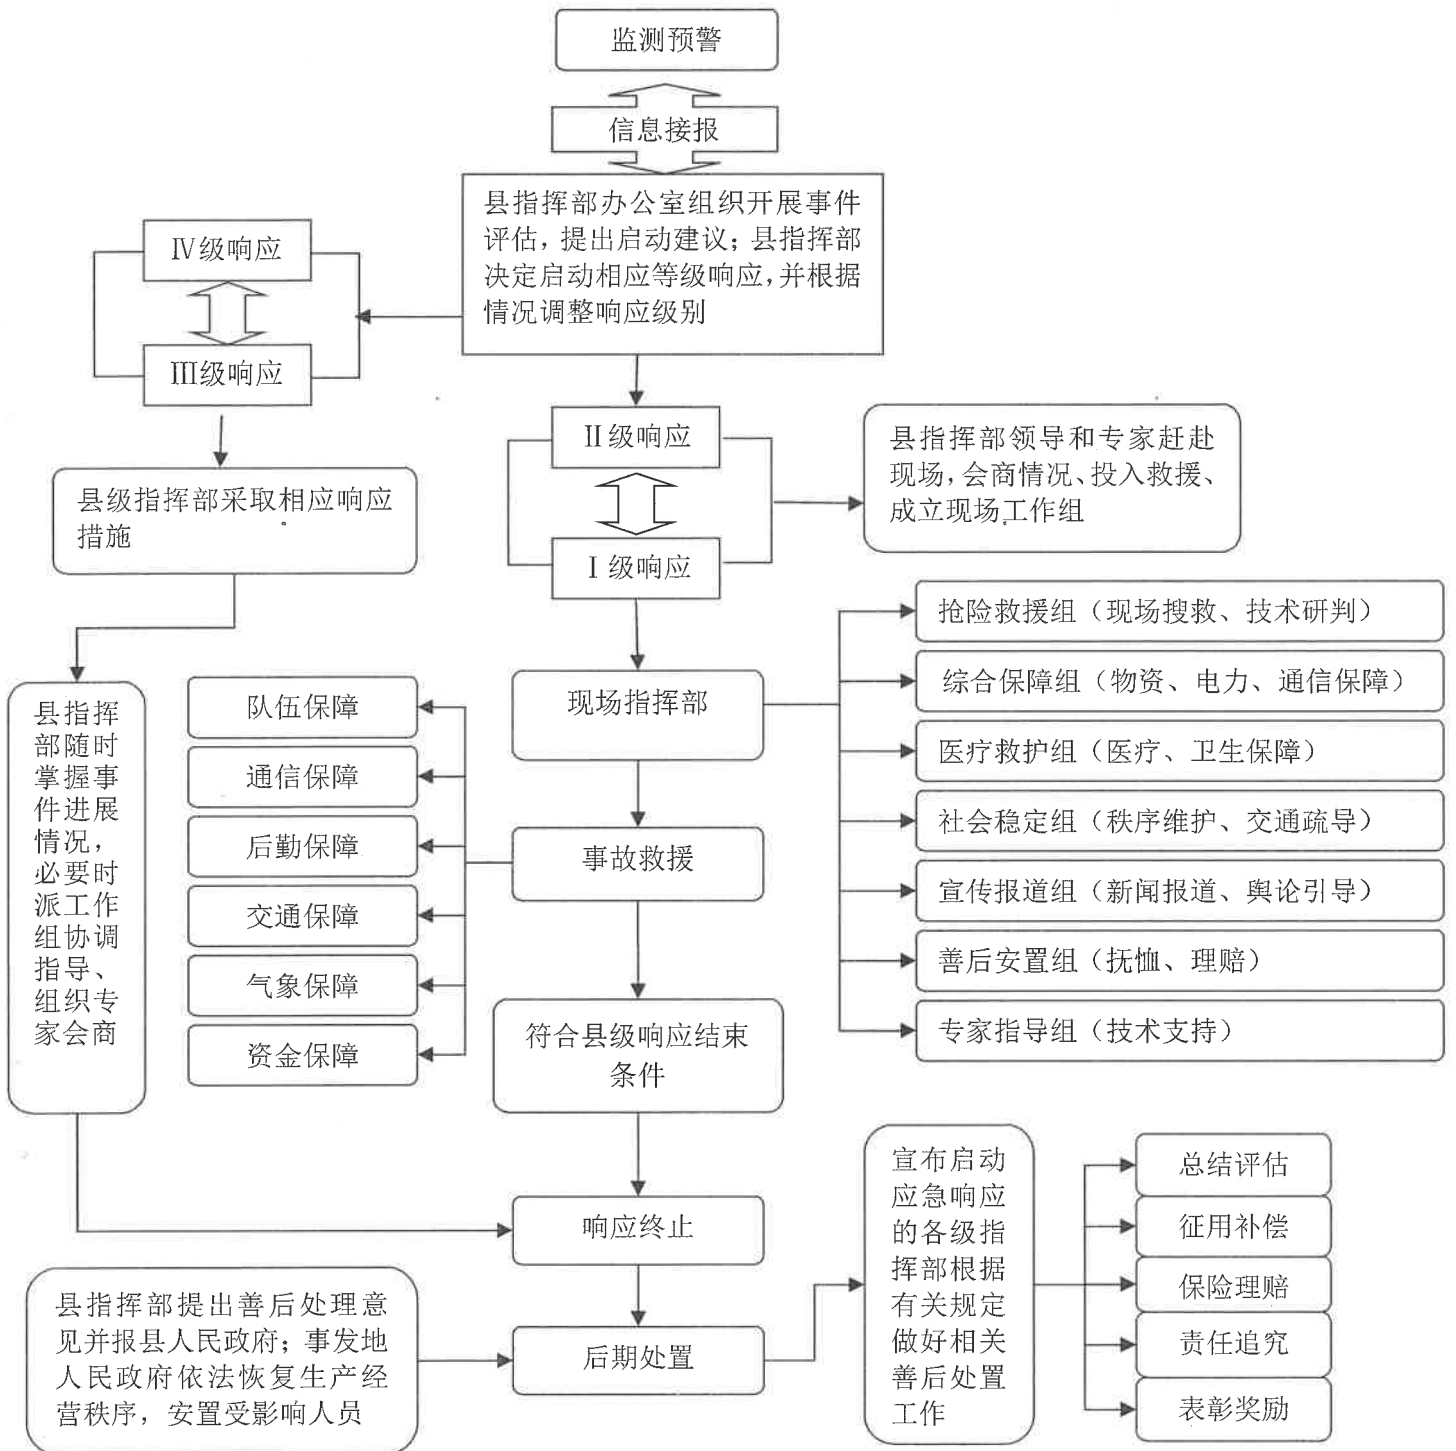 监测预警
信息接报
县指挥部办公室组织开展事件
评估，提出启动建议；县指挥部
决定启动相应等级响应，并根据
情况调整响应级别
Ⅳ级响应
Ⅲ级响应
县级指挥部采取相应响应
措施
Ⅱ级响应
Ⅰ级响应
县指挥部领导和专家赶赴
现场，会商情况、投入救援、
成立现场工作组
现场指挥部
抢险救援组（现场搜救、技术研判）
综合保障组（物资、电力、通信保障）
医疗救护组（医疗、卫生保障）
社会稳定组（秩序维护、交通疏导）
宣传报道组（新闻报道、舆论引导）
善后安置组（抚恤、理赔）
专家指导组（技术支持）
县指挥
部随时
掌握事
件进展
情况，
必要时
派工作
组协调
指导、
组织专
家会商
队伍保障
通信保障
后勤保障
交通保障
气象保障
资金保障
事故救援
符合县级响应结束
条件
响应终止
县指挥部提出善后处理意
见并报县人民政府；事发地
人民政府依法恢复生产经
营秩序，安置受影响人员
后期处置
宣布启动
应急响应
的各级指
挥部根据
有关规定
做好相关
善后处置
工作
总结评估
征用补偿
保险理赔
责任追究
表彰奖励